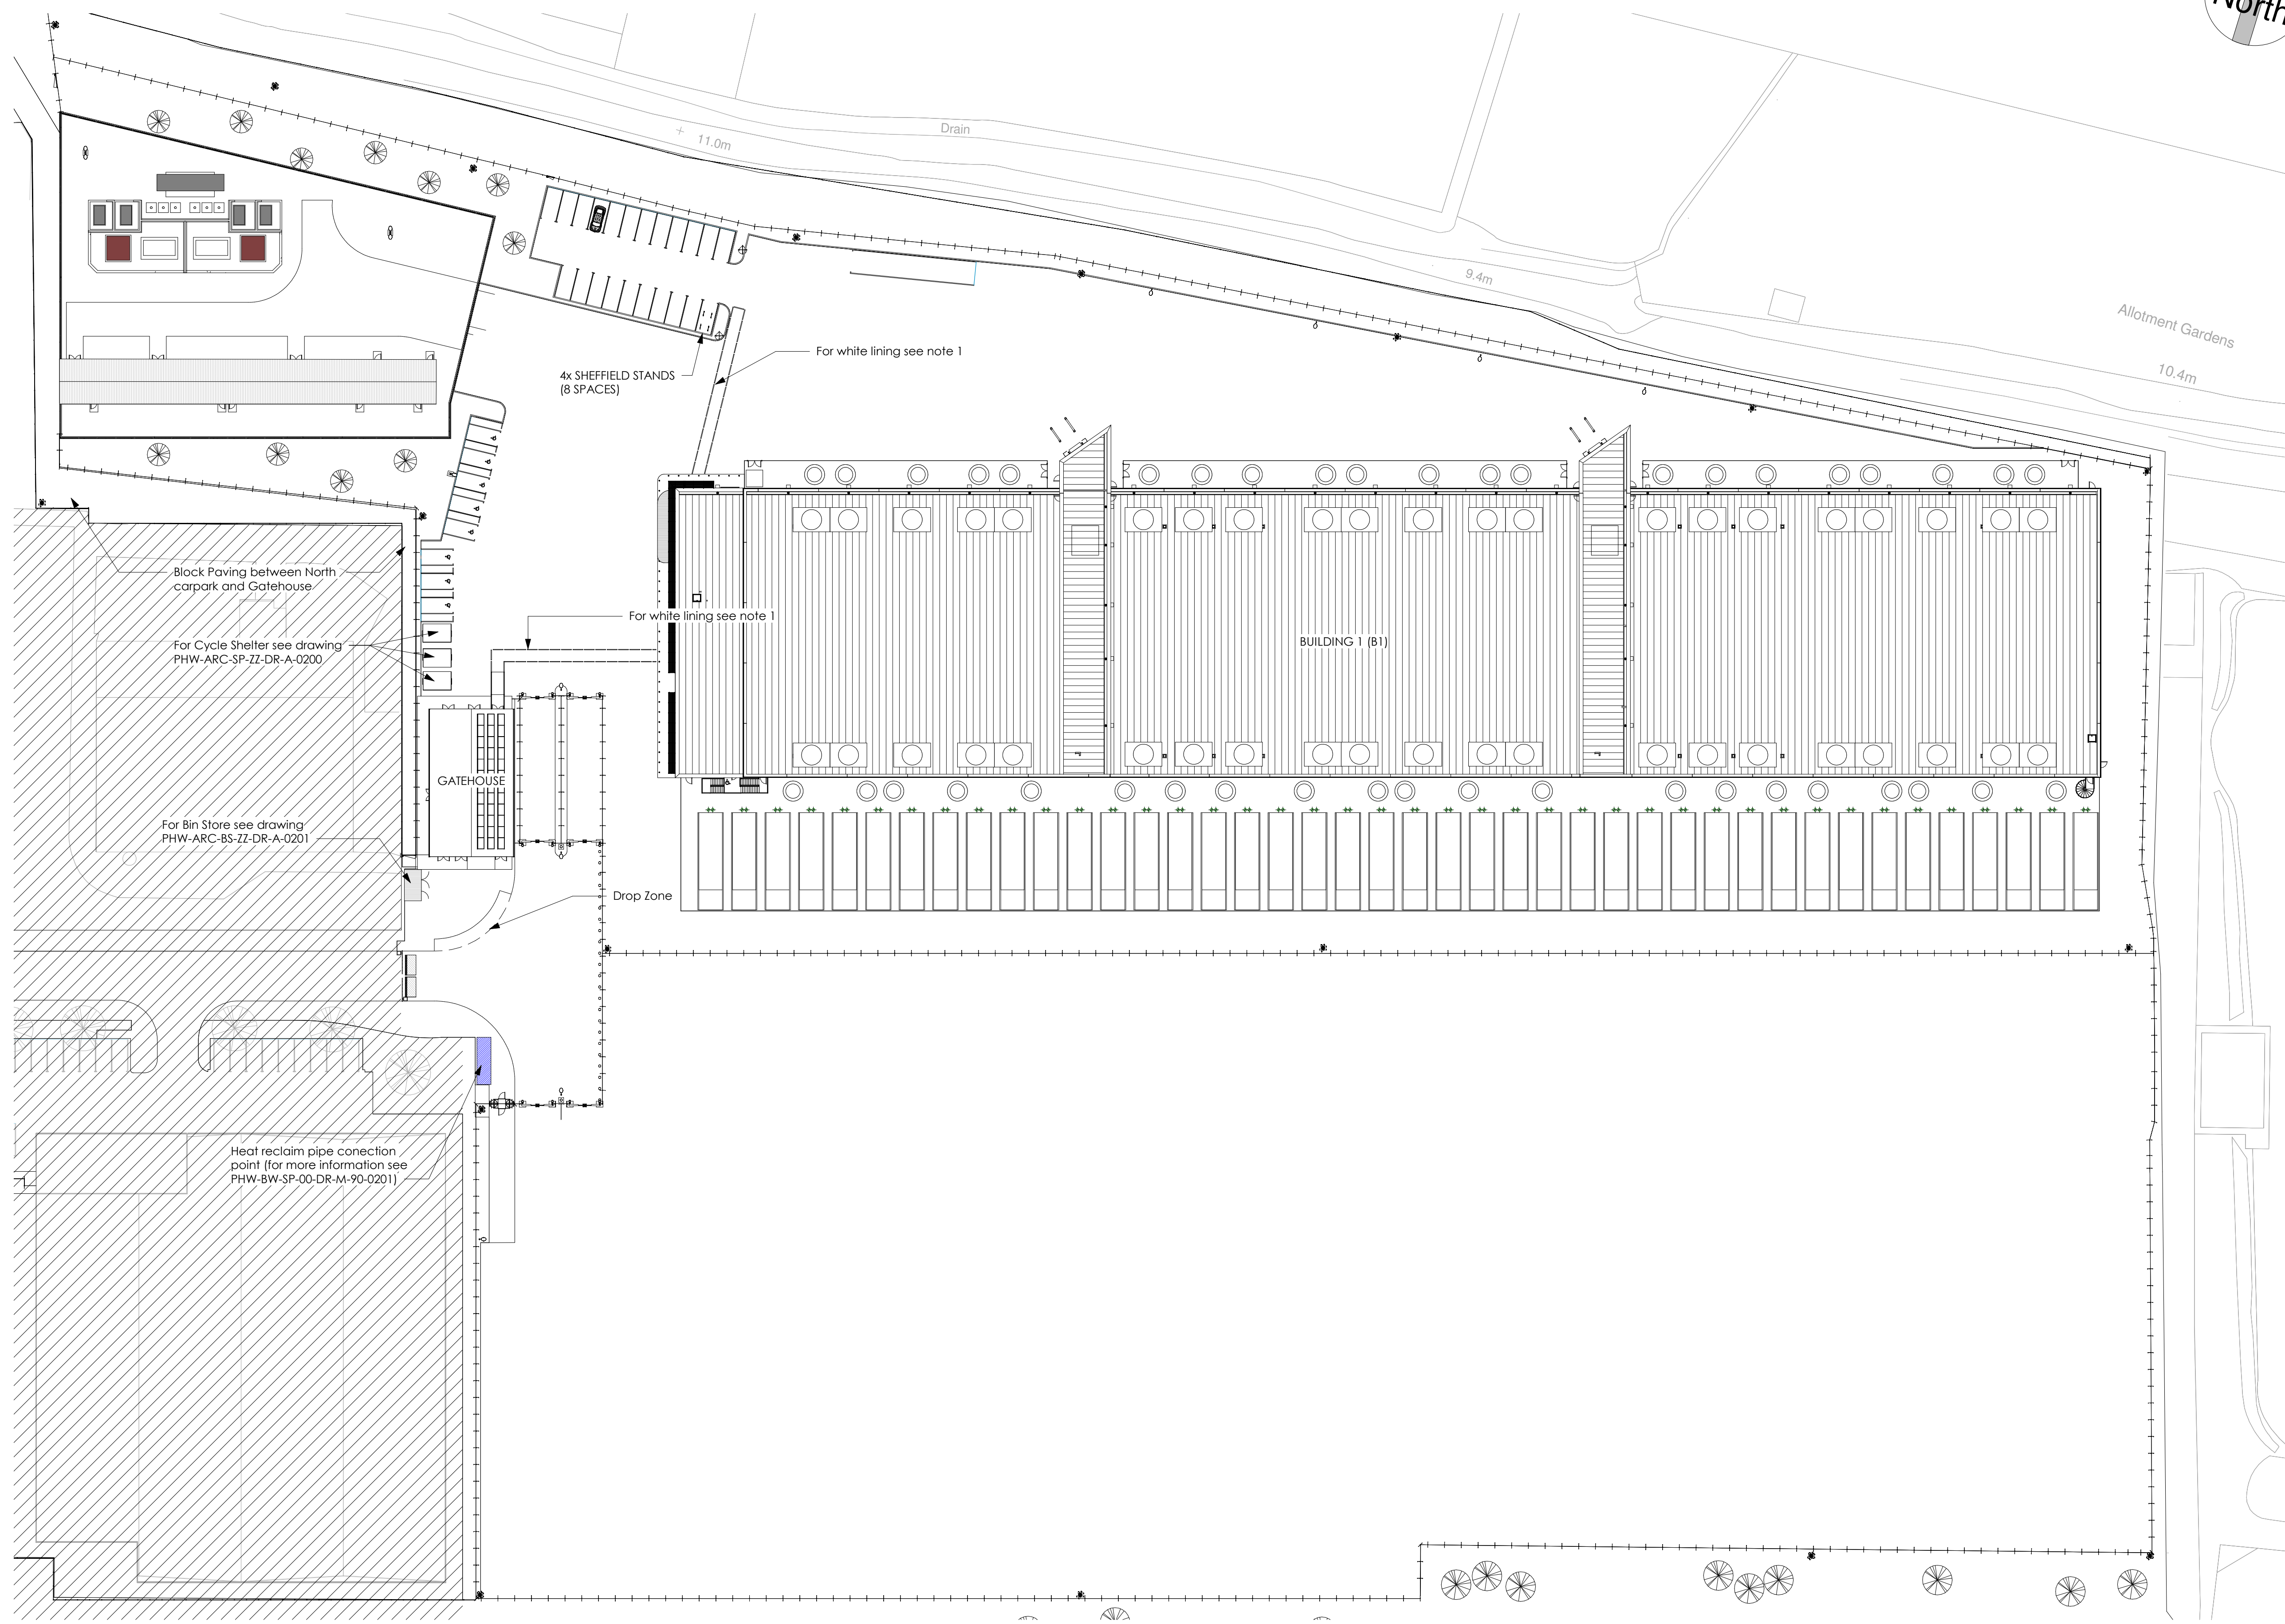 North
Drain
11.0m
9.4m
Allotment Gardens
10.4m
For white lining see note 1
4x SHEFFIELD STANDS
(8 SPACES)
Block Paving between North
carpark and Gatehouse
For white lining see note 1
For Cycle Shelter see drawing
PHW-ARC-SP-ZZ-DR-A-0200
BUILDING 1 (B1)
GATEHOUSE
For Bin Store see drawing
PHW-ARC-BS-ZZ-DR-A-0201
Drop Zone
Heat reclaim pipe conection
point (for more information see
PHW-BW-SP-00-DR-M-90-0201)